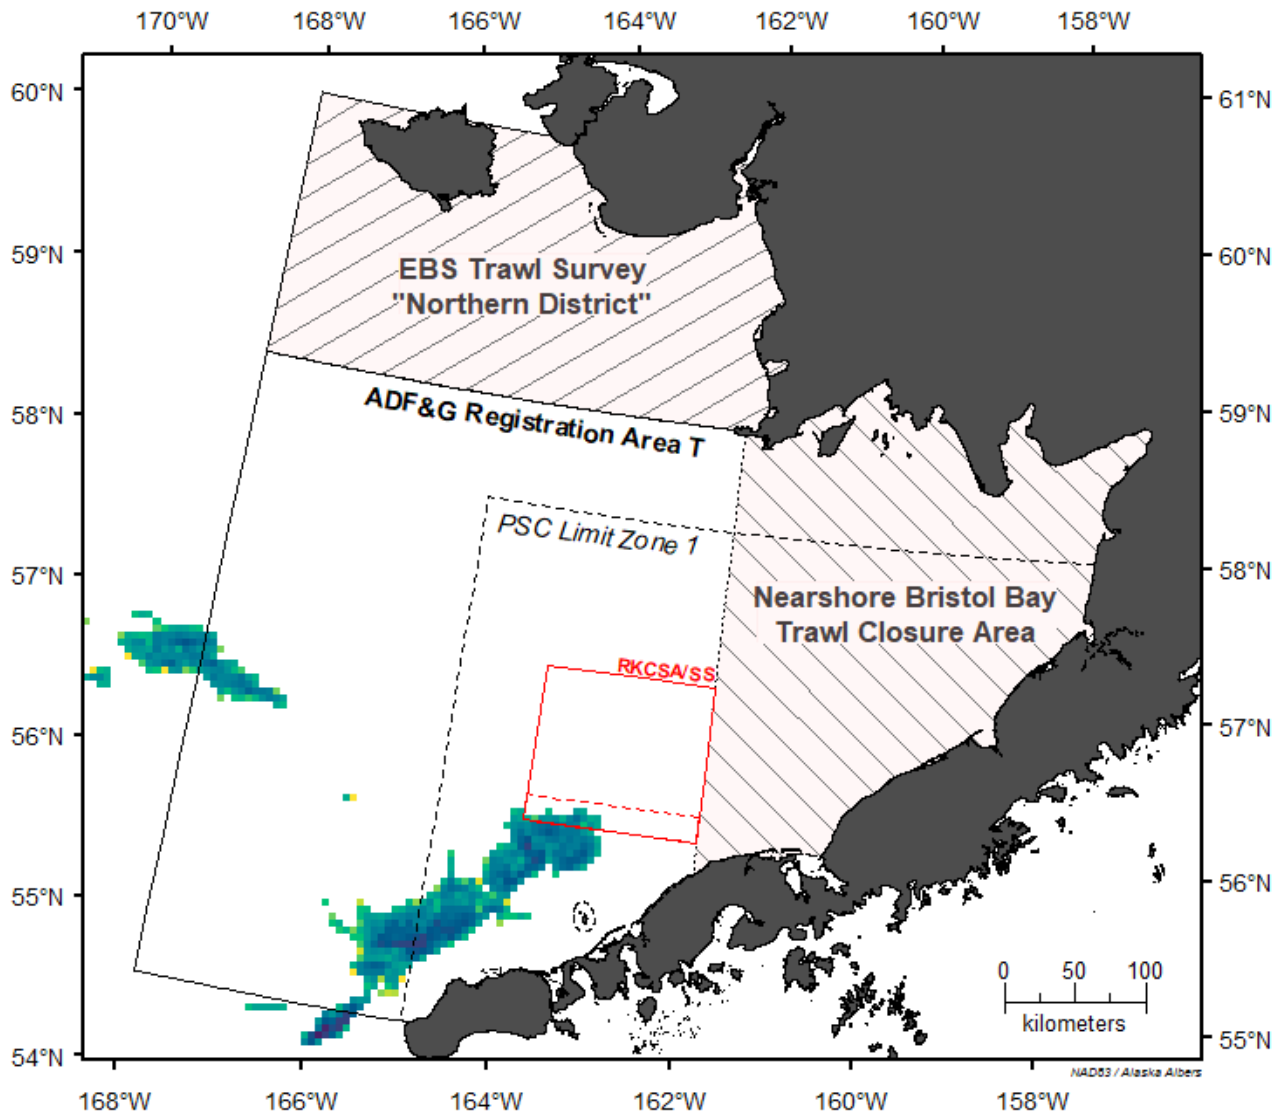 170°W 168°W 166°W 164°W 162°W 160°W 158°W
60°N
61°N
59°N
60°N
EBS Trawl Survey
"Northern District"
58°N
59°N
ADF&G Registration Area T
PSC Limit Zone 1
57°N
58°N
Nearshore Bristol Bay
Trawl Closure Area
RKCSA/SS
56°N
57°N
55°N
56°N
0 50 100
kilometers
54°N
55°N
NAD83 / Alaska Albers
168°W 166°W 164°W 162°W 160°W 158°W